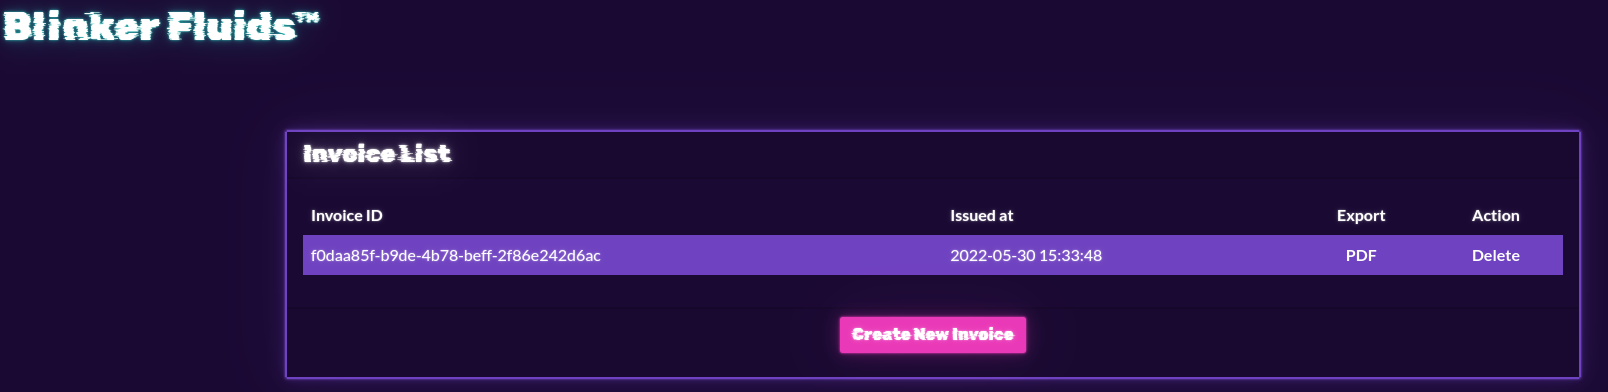 Blinker Fluids™
Invoice List
Invoice ID Issued at Export Action
f0daa85f-b9de-4b78-beff-2f86e242d6ac 2022-05-30 15:33:48 PDF Delete
Create New Invoice